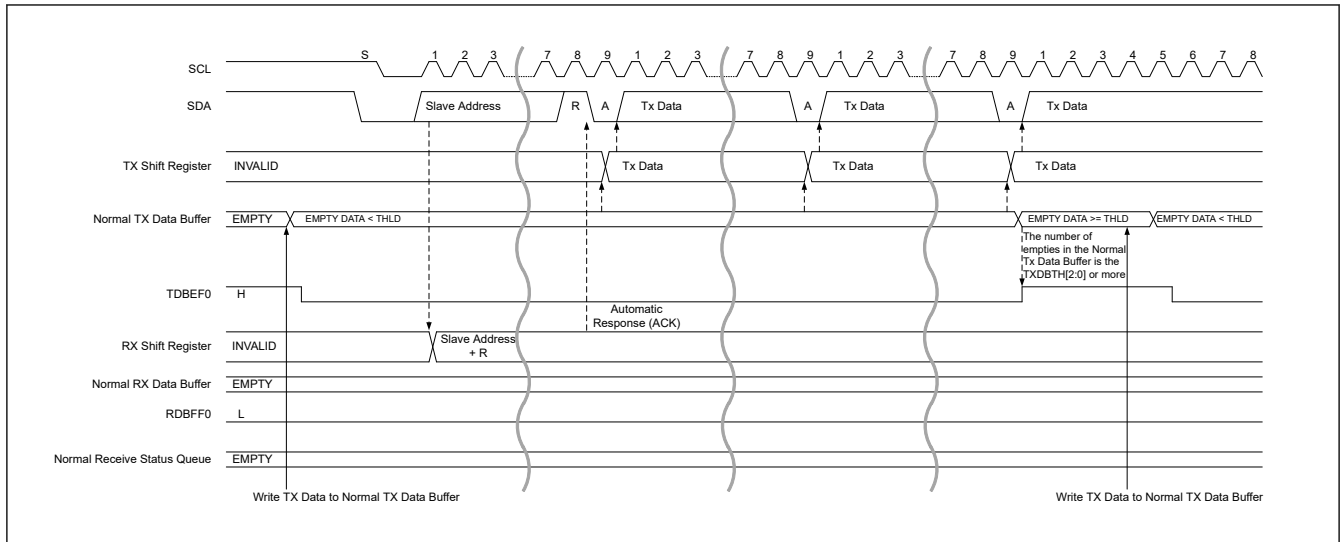 S 1 2 3 7 8 9 1 2 3 7 8 9 1 2 3 7 8 9 1 2 3 4 5 6 7 8
SCL
SDA Slave Address R A Tx Data A Tx Data A Tx Data
TX Shift Register INVALID Tx Data Tx Data Tx Data
Normal TX Data Buffer EMPTY EMPTY DATA < THLD EMPTY DATA >= THLD EMPTY DATA < THLD
The number of
empties in the Normal
Tx Data Buffer is the
TXDBTH[2:0] or more
TDBEF0 H
Automatic
Response (ACK)
RX Shift Register INVALID Slave Address
+ R
Normal RX Data Buffer EMPTY
RDBFF0 L
Normal Receive Status Queue EMPTY
Write TX Data to Normal TX Data Buffer Write TX Data to Normal TX Data Buffer